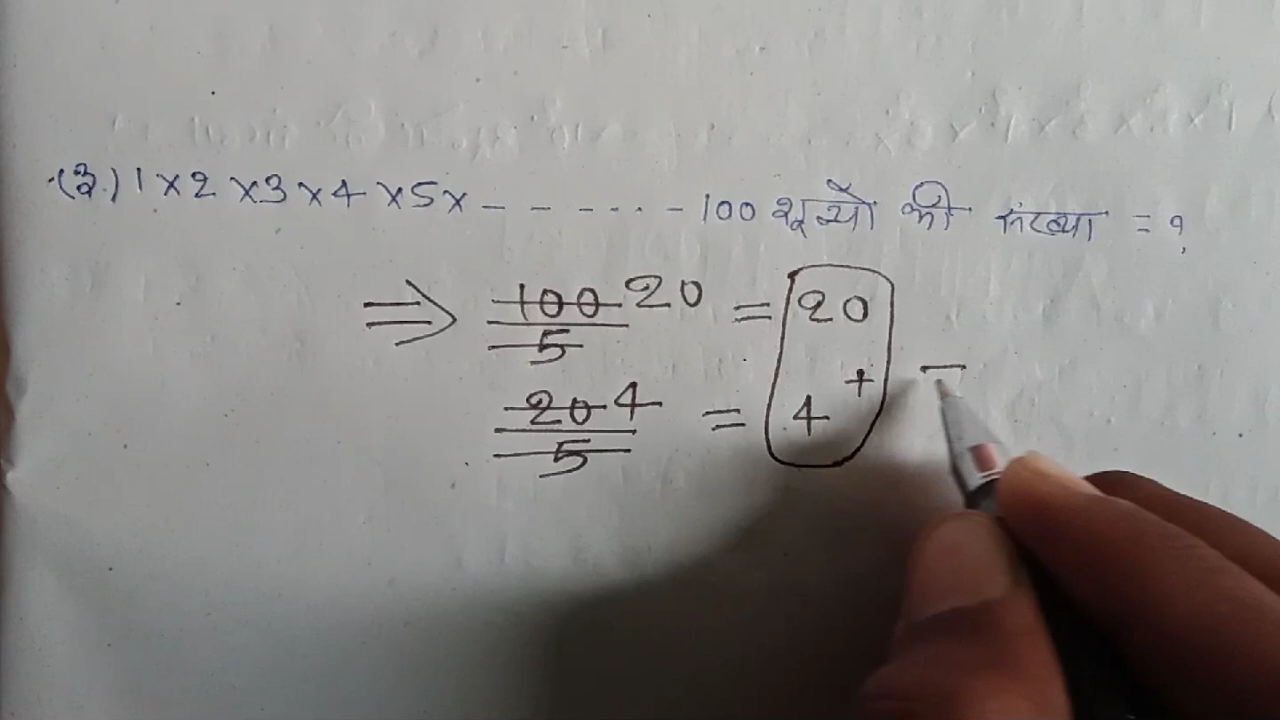 (3.) 1 × 2 × 3 × 4 × 5 × - - - - - - - 100 शून्यों की संख्या = ?
⇒ 100 20 = 20
5
+
20 4 = 4
5